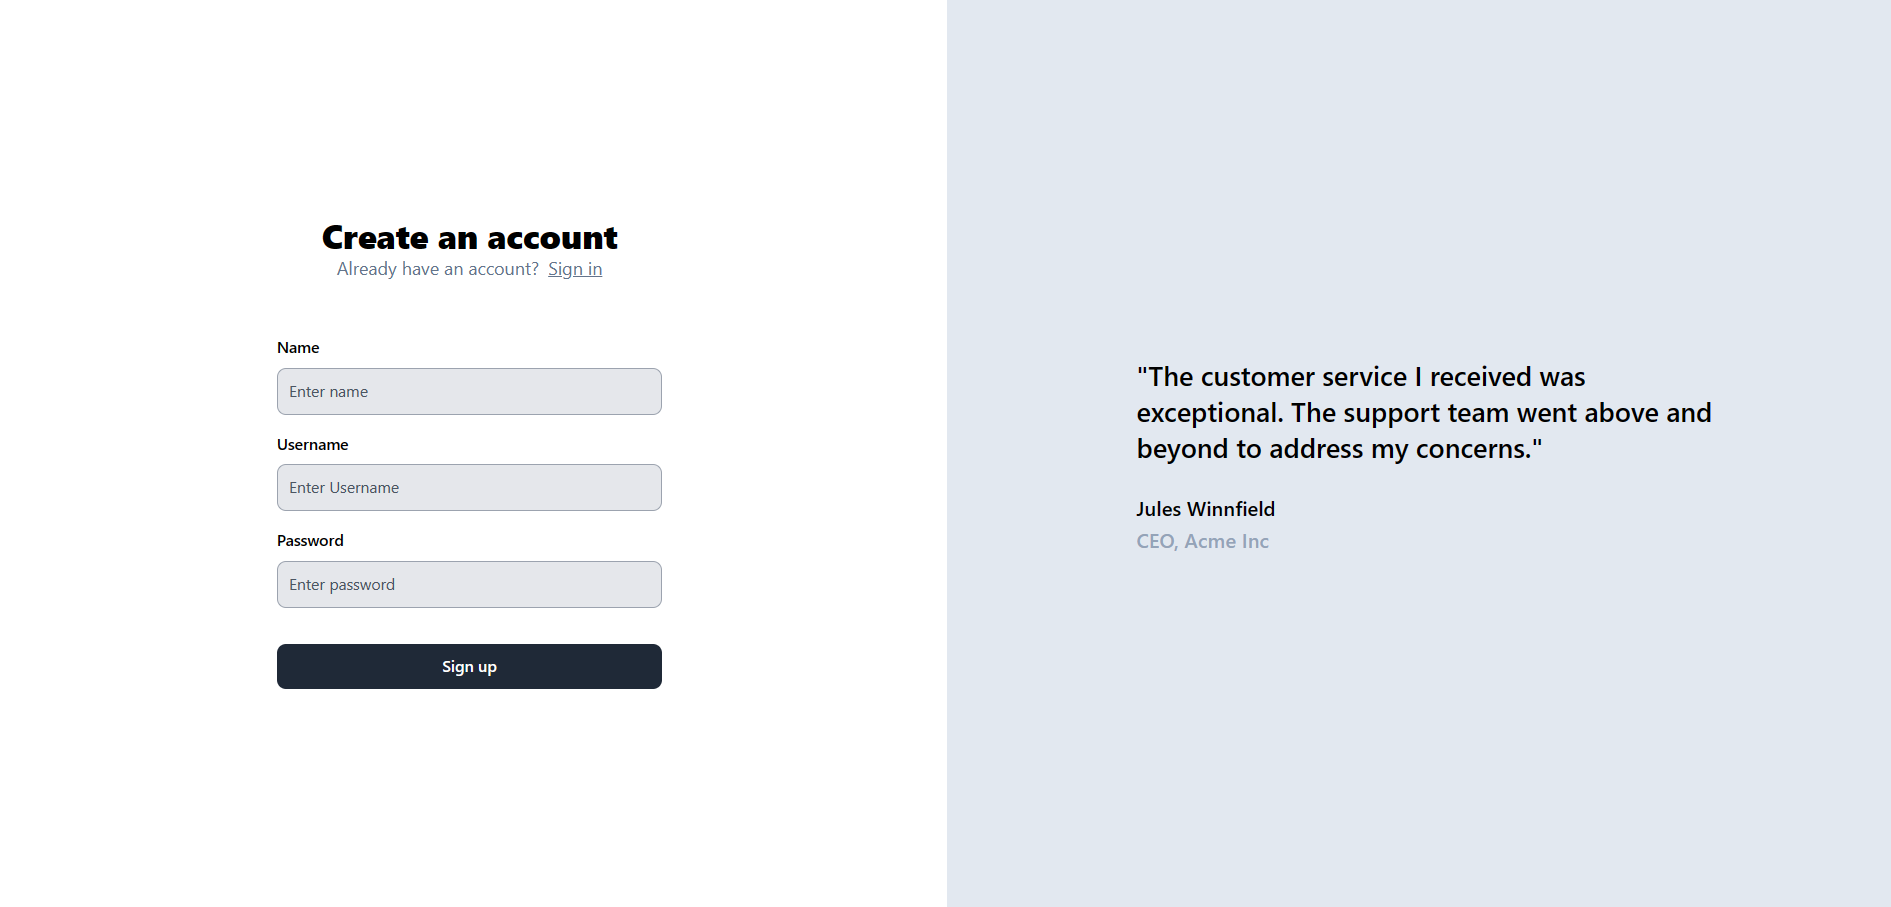 Create an account
Already have an account? Sign in
Name
Enter name
Username
Enter Username
Password
Enter password
Sign up
"The customer service I received was
exceptional. The support team went above and
beyond to address my concerns."
Jules Winnfield
CEO, Acme Inc